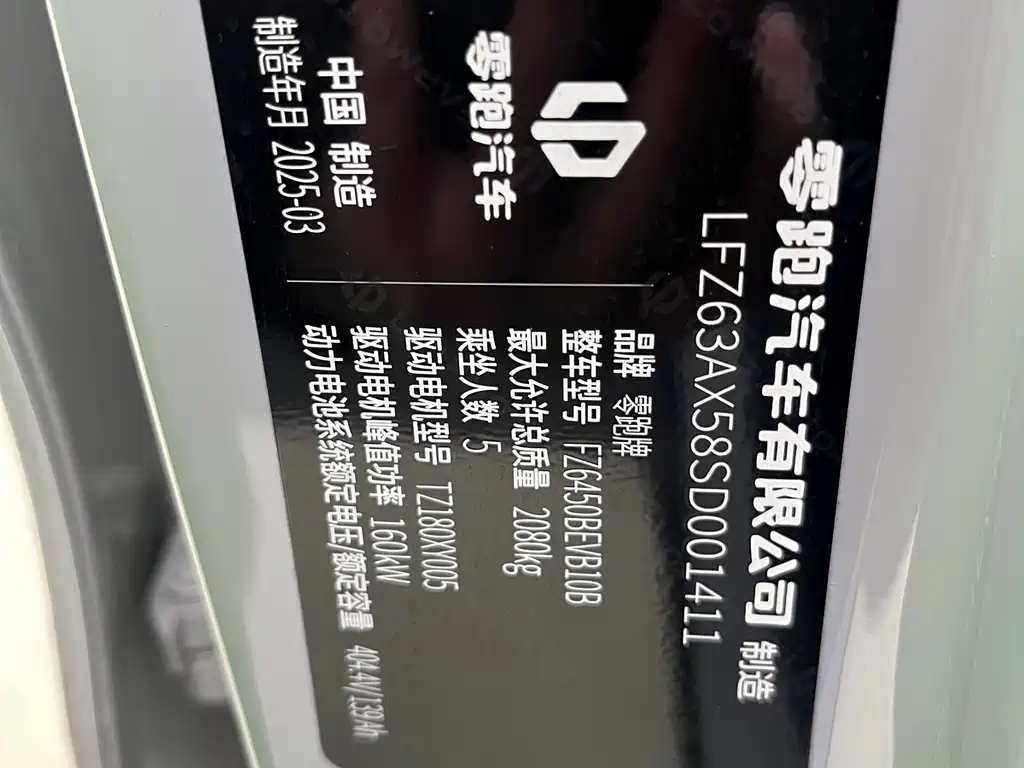 零跑汽车有限公司 制造
LFZ63AX58SD001411
零跑汽车
中国 制造
制造年月 2025-03
品牌 零跑牌
整车型号 FZ6450BEVB10B
最大允许总质量 2080kg
乘坐人数 5
驱动电机型号 TZ180XY005
驱动电机峰值功率 160kW
动力电池系统额定电压/额定容量 404.4V/139Ah